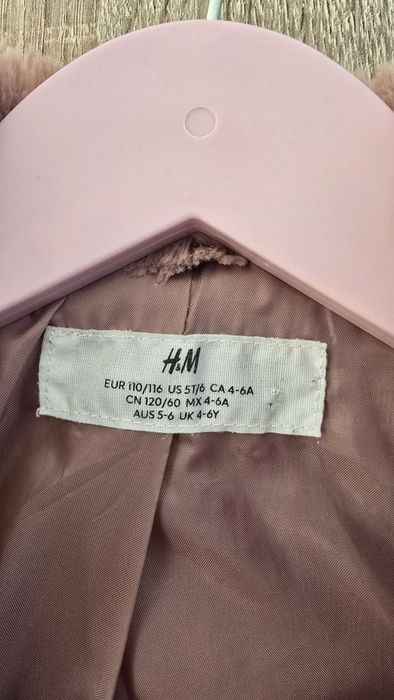 H&M
EUR 110/116 US 5T/6 CA 4-6A
CN 120/60 MX 4-6A
AUS 5-6 UK 4-6Y